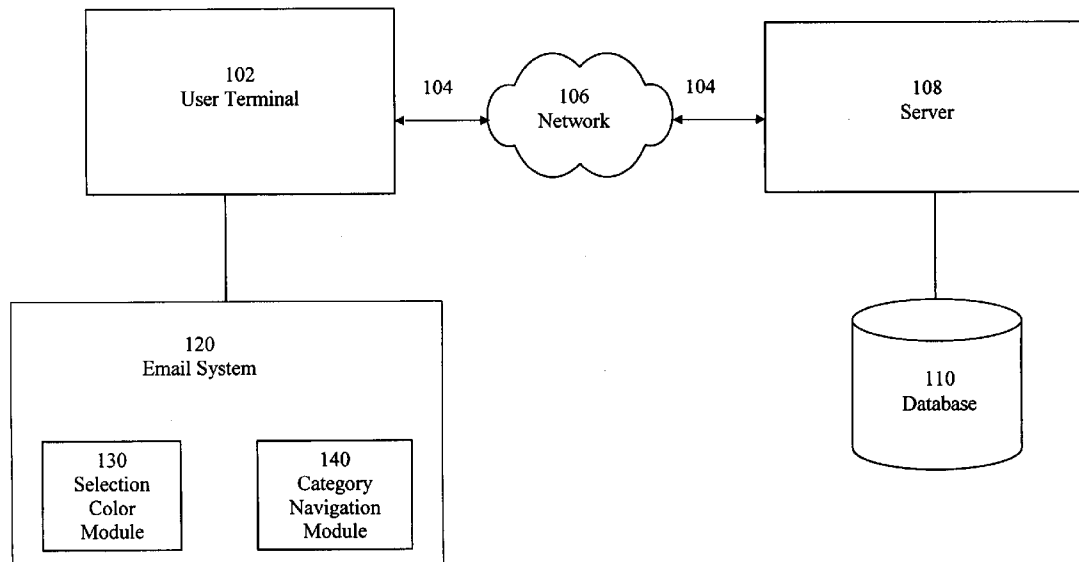 102
User Terminal
104
106
Network
104
108
Server
120
Email System
130
Selection
Color
Module
140
Category
Navigation
Module
110
Database